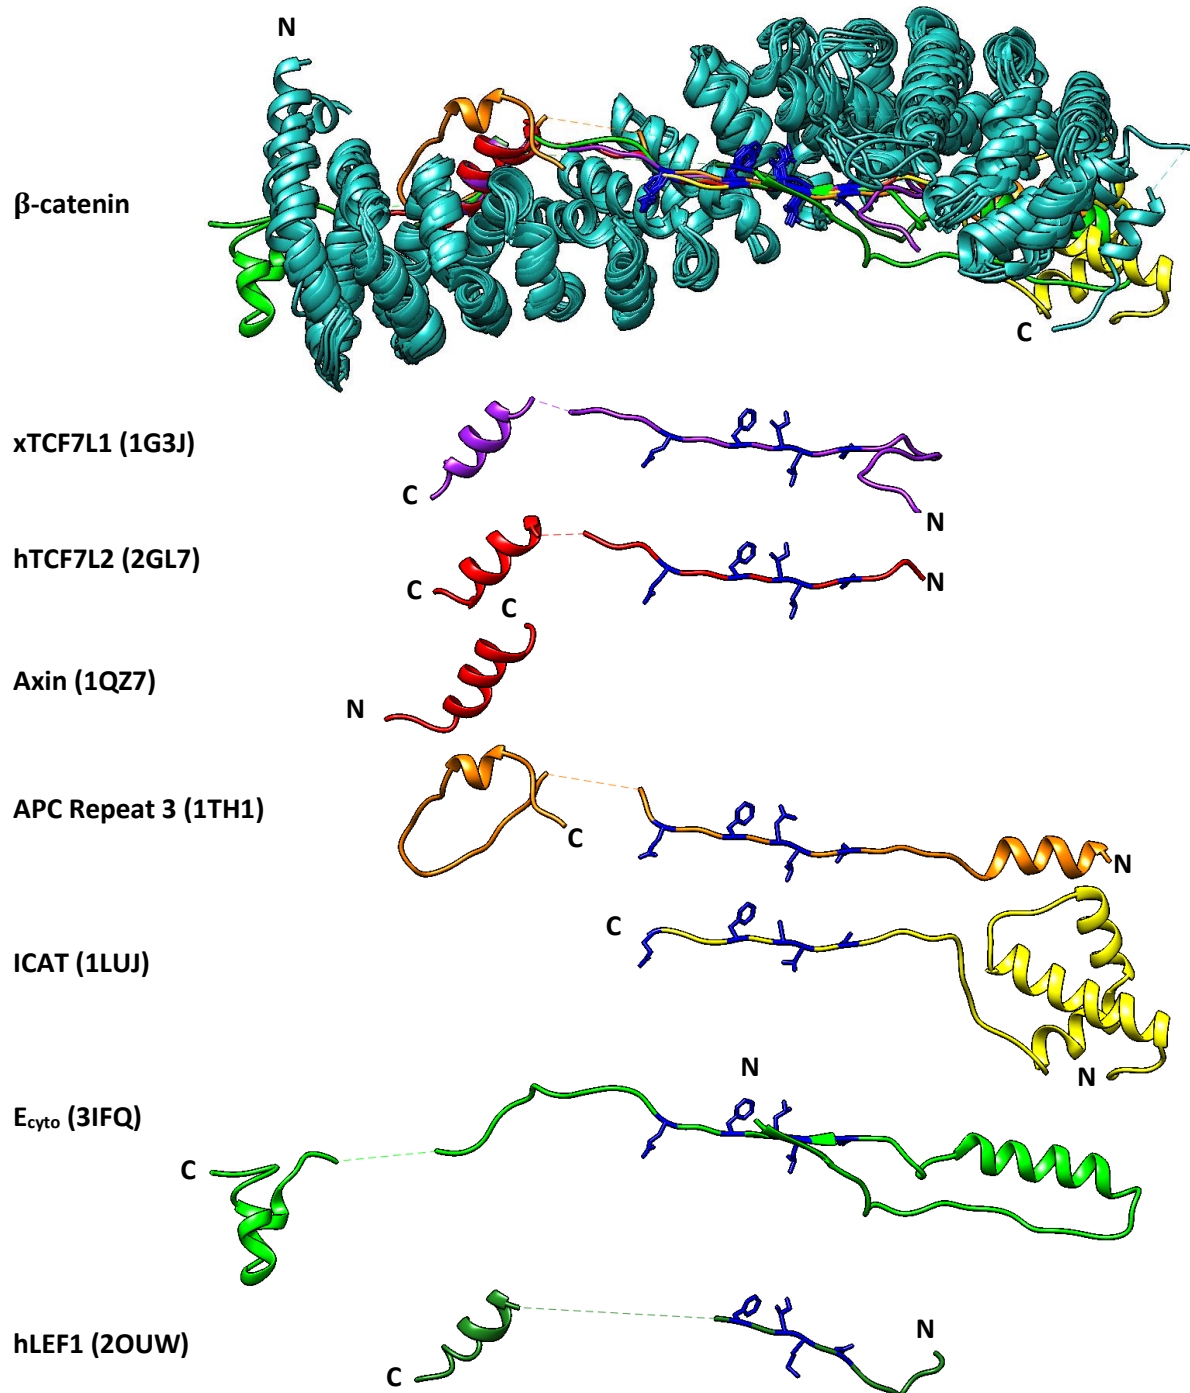 N
β-catenin
C
xTCF7L1 (1G3J)
C
N
hTCF7L2 (2GL7)
C
N
C
Axin (1QZ7)
N
APC Repeat 3 (1TH1)
C
N
C
ICAT (1LUJ)
N
N
Ecyto (3IFQ)
C
N
hLEF1 (2OUW)
C